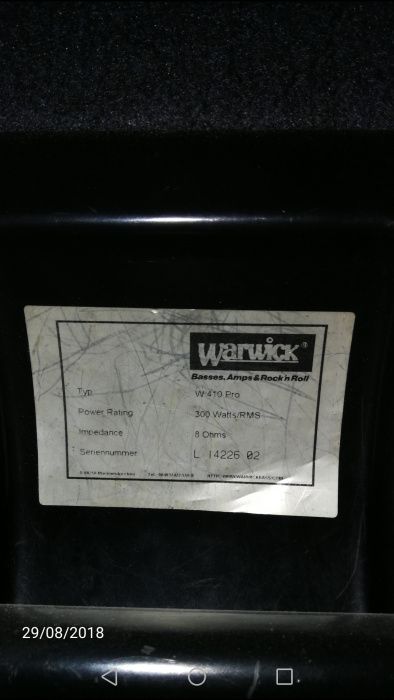 Warwick®
Basses, Amps & Rock'n Roll
Typ W 410 Pro
Power Rating 300 Watts/RMS
Impedance 8 Ohms
Seriennummer L 14226 02
29/08/2018